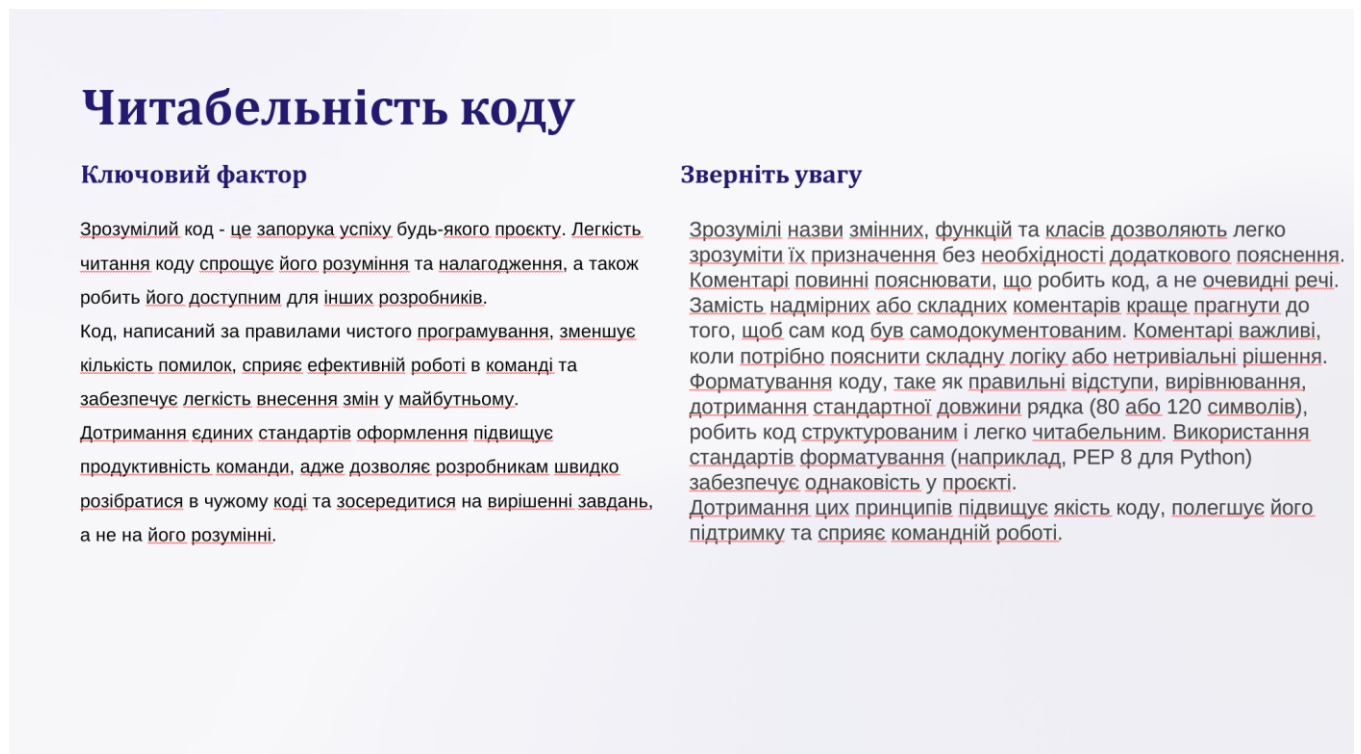 Читабельність коду
Ключовий фактор
Зрозумілий код - це запорука успіху будь-якого проєкту. Легкість
читання коду спрощує його розуміння та налагодження, а також
робить його доступним для інших розробників.
Код, написаний за правилами чистого програмування, зменшує
кількість помилок, сприяє ефективній роботі в команді та
забезпечує легкість внесення змін у майбутньому.
Дотримання єдиних стандартів оформлення підвищує
продуктивність команди, адже дозволяє розробникам швидко
розібратися в чужому коді та зосередитися на вирішенні завдань,
а не на його розумінні.
Зверніть увагу
Зрозумілі назви змінних, функцій та класів дозволяють легко
зрозуміти їх призначення без необхідності додаткового пояснення.
Коментарі повинні пояснювати, що робить код, а не очевидні речі.
Замість надмірних або складних коментарів краще прагнути до
того, щоб сам код був самодокументованим. Коментарі важливі,
коли потрібно пояснити складну логіку або нетривіальні рішення.
Форматування коду, таке як правильні відступи, вирівнювання,
дотримання стандартної довжини рядка (80 або 120 символів),
робить код структурованим і легко читабельним. Використання
стандартів форматування (наприклад, PEP 8 для Python)
забезпечує однаковість у проєкті.
Дотримання цих принципів підвищує якість коду, полегшує його
підтримку та сприяє командній роботі.